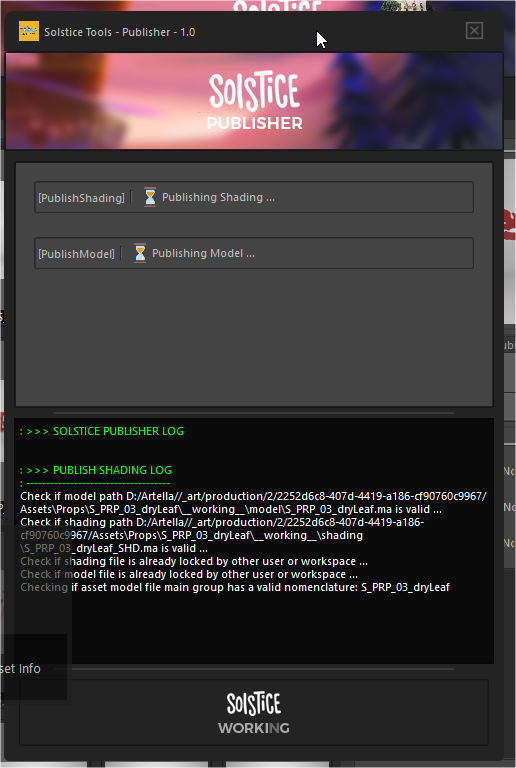 Solstice Tools - Publisher - 1.0
SOLSTICE
PUBLISHER
[PublishShading] Publishing Shading ...
[PublishModel] Publishing Model ...
: >>> SOLSTICE PUBLISHER LOG
: >>> PUBLISH SHADING LOG
: ------------------------------------
Check if model path D:/Artella//_art/production/2/2252d6c8-407d-4419-a186-cf90760c9967/
Assets\Props\S_PRP_03_dryLeaf\__working__\model\S_PRP_03_dryLeaf.ma is valid ...
Check if shading path D:/Artella//_art/production/2/2252d6c8-407d-4419-a186-
cf90760c9967/Assets\Props\S_PRP_03_dryLeaf\__working__\shading
\S_PRP_03_dryLeaf_SHD.ma is valid ...
Check if shading file is already locked by other user or workspace ...
Check if model file is already locked by other user or workspace ...
Checking if asset model file main group has a valid nomenclature: S_PRP_03_dryLeaf
set Info
SOLSTICE
WORKING